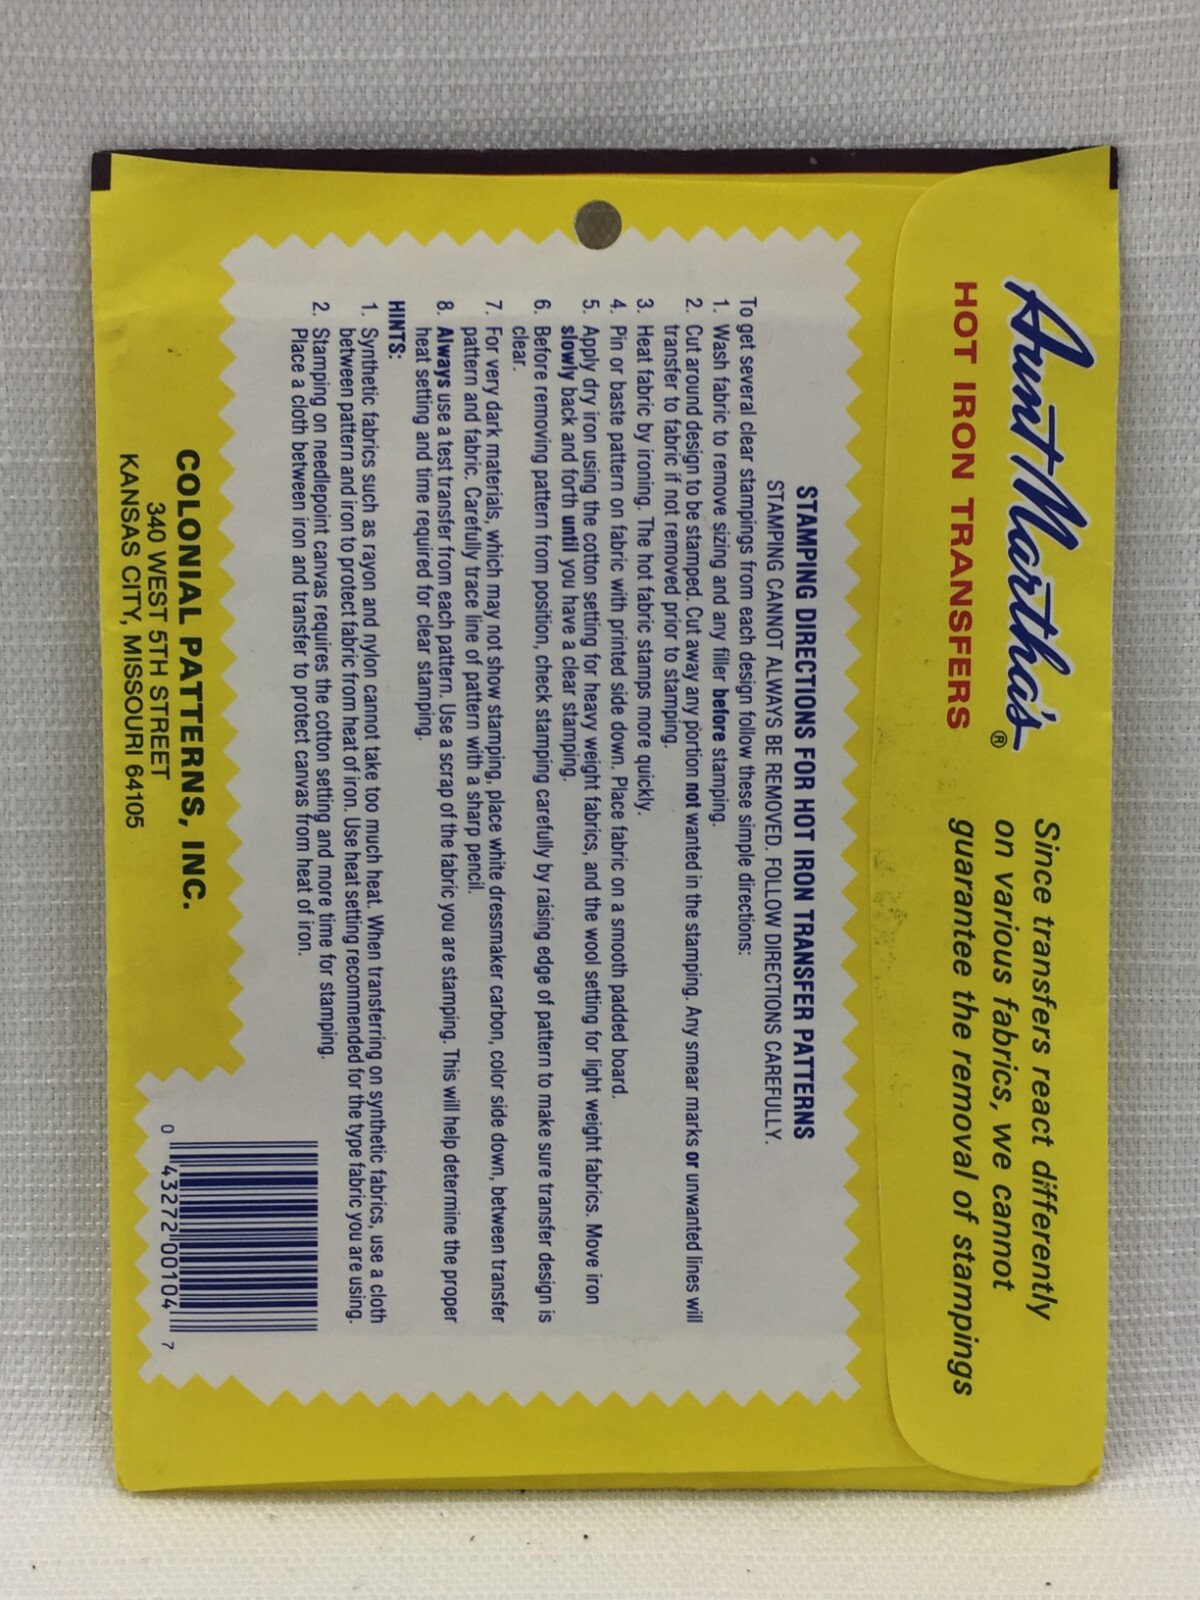 Aunt Martha's®
HOT IRON TRANSFERS
Since transfers react differently
on various fabrics, we cannot
guarantee the removal of stampings
STAMPING DIRECTIONS FOR HOT IRON TRANSFER PATTERNS
STAMPING CANNOT ALWAYS BE REMOVED. FOLLOW DIRECTIONS CAREFULLY.
To get several clear stampings from each design follow these simple directions:
1. Wash fabric to remove sizing and any filler before stamping.
2. Cut around design to be stamped. Cut away any portion not wanted in the stamping. Any smear marks or unwanted lines will
transfer to fabric if not removed prior to stamping.
3. Heat fabric by ironing. The hot fabric stamps more quickly.
4. Pin or baste pattern on fabric with printed side down. Place fabric on a smooth padded board.
5. Apply dry iron using the cotton setting for heavy weight fabrics, and the wool setting for light weight fabrics. Move iron
slowly back and forth until you have a clear stamping.
6. Before removing pattern from position, check stamping carefully by raising edge of pattern to make sure transfer design is
clear.
7. For very dark materials, which may not show stamping, place white dressmaker carbon, color side down, between transfer
pattern and fabric. Carefully trace line of pattern with a sharp pencil.
8. Always use a test transfer from each pattern. Use a scrap of the fabric you are stamping. This will help determine the proper
heat setting and time required for clear stamping.
HINTS:
1. Synthetic fabrics such as rayon and nylon cannot take too much heat. When transferring on synthetic fabrics, use a cloth
between pattern and iron to protect fabric from heat of iron. Use heat setting recommended for the type fabric you are using.
2. Stamping on needlepoint canvas requires the cotton setting and more time for stamping.
Place a cloth between iron and transfer to protect canvas from heat of iron.
COLONIAL PATTERNS, INC.
340 WEST 5TH STREET
KANSAS CITY, MISSOURI 64105
0 43272 00104 7